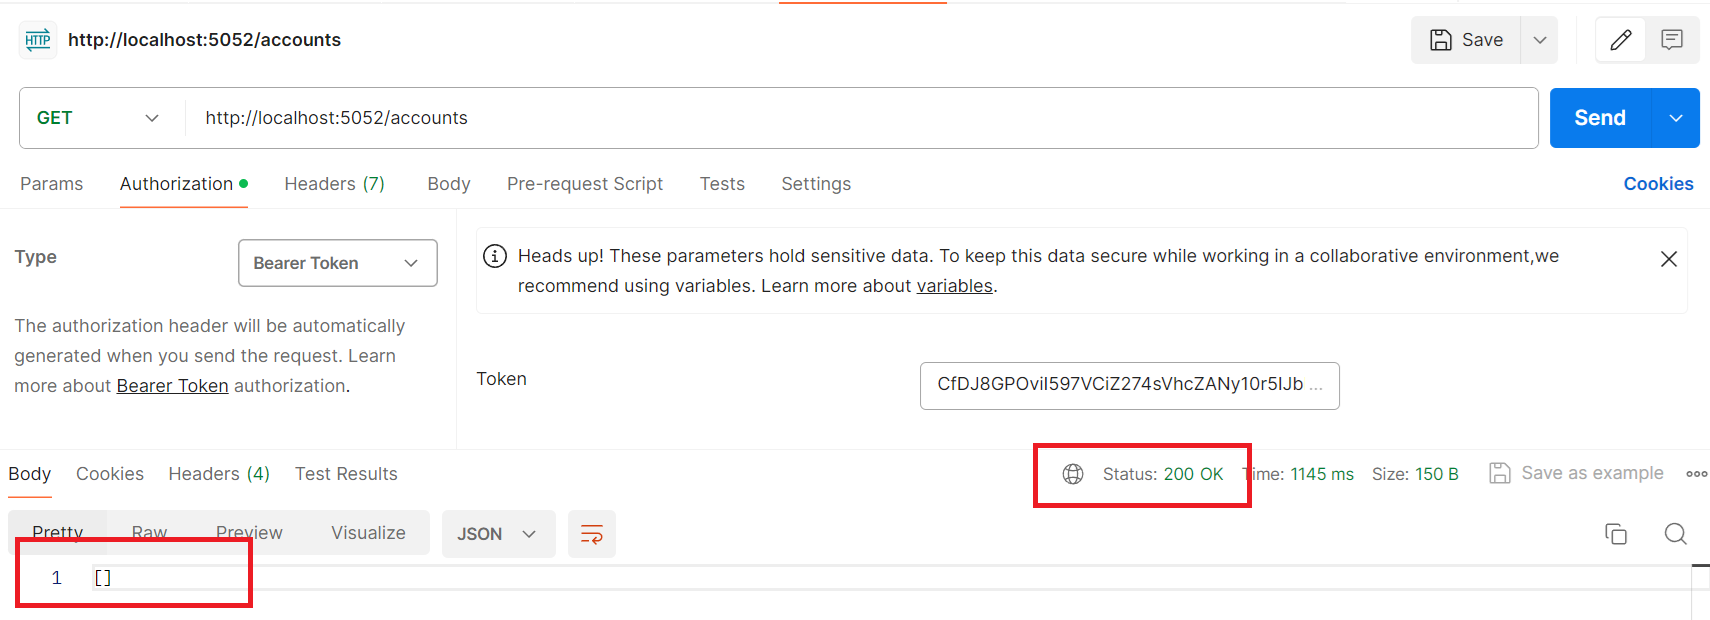 HTTP http://localhost:5052/accounts Save
GET http://localhost:5052/accounts Send
Params Authorization Headers (7) Body Pre-request Script Tests Settings Cookies
Type Bearer Token
The authorization header will be automatically
generated when you send the request. Learn
more about Bearer Token authorization.
Heads up! These parameters hold sensitive data. To keep this data secure while working in a collaborative environment,we
recommend using variables. Learn more about variables.
Token CfDJ8GPOviI597VCiZ274sVhcZANy10r5IJb ...
Body Cookies Headers (4) Test Results Status: 200 OK Time: 1145 ms Size: 150 B Save as example
Pretty Raw Preview Visualize JSON
1 []